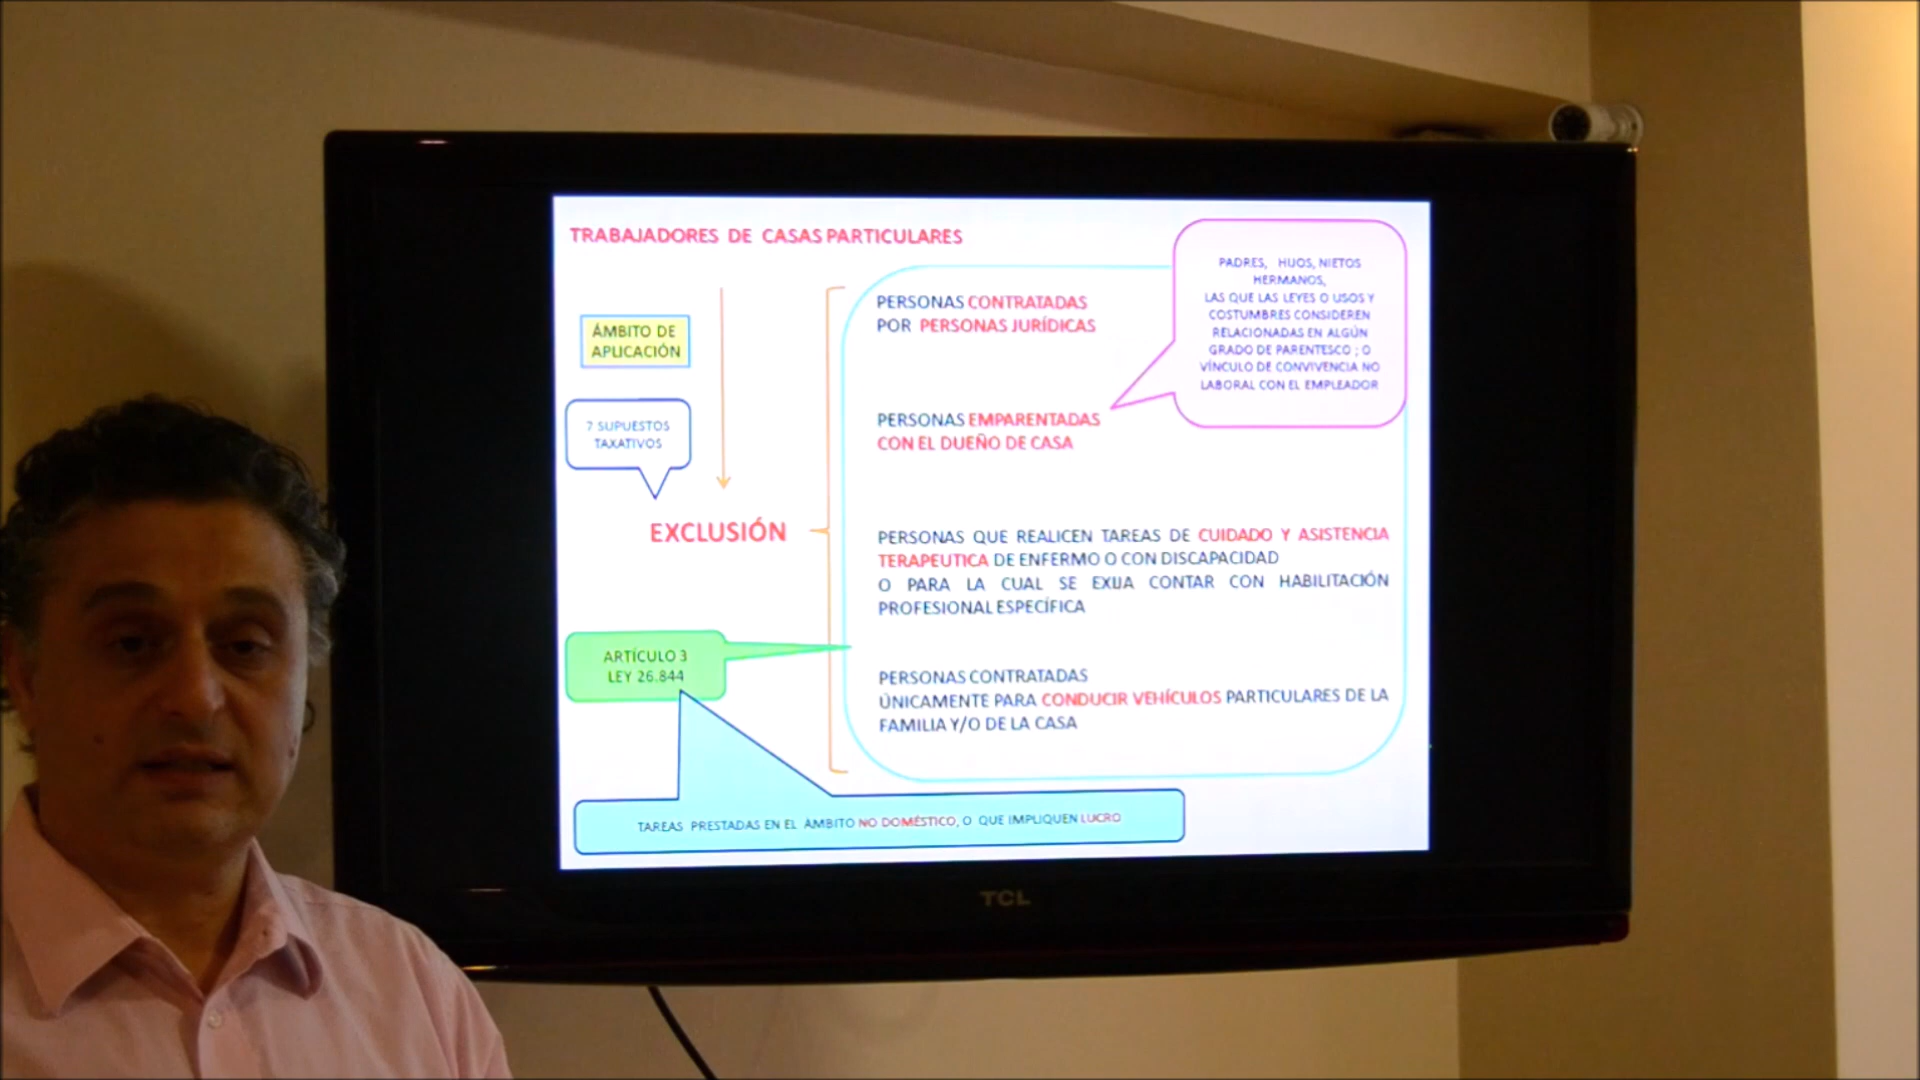 TRABAJADORES DE CASAS PARTICULARES
ÁMBITO DE
APLICACIÓN
7 SUPUESTOS
TAXATIVOS
EXCLUSIÓN
ARTÍCULO 3
LEY 26.844
PERSONAS CONTRATADAS
POR PERSONAS JURÍDICAS
PERSONAS EMPARENTADAS
CON EL DUEÑO DE CASA
PADRES, HIJOS, NIETOS
HERMANOS,
LAS QUE LAS LEYES O USOS Y
COSTUMBRES CONSIDEREN
RELACIONADAS EN ALGÚN
GRADO DE PARENTESCO ; O
VÍNCULO DE CONVIVENCIA NO
LABORAL CON EL EMPLEADOR
PERSONAS QUE REALICEN TAREAS DE CUIDADO Y ASISTENCIA
TERAPEUTICA DE ENFERMO O CON DISCAPACIDAD
O PARA LA CUAL SE EXIJA CONTAR CON HABILITACIÓN
PROFESIONAL ESPECÍFICA
PERSONAS CONTRATADAS
ÚNICAMENTE PARA CONDUCIR VEHÍCULOS PARTICULARES DE LA
FAMILIA Y/O DE LA CASA
TAREAS PRESTADAS EN EL ÁMBITO NO DOMÉSTICO, O QUE IMPLIQUEN LUCRO
TCL